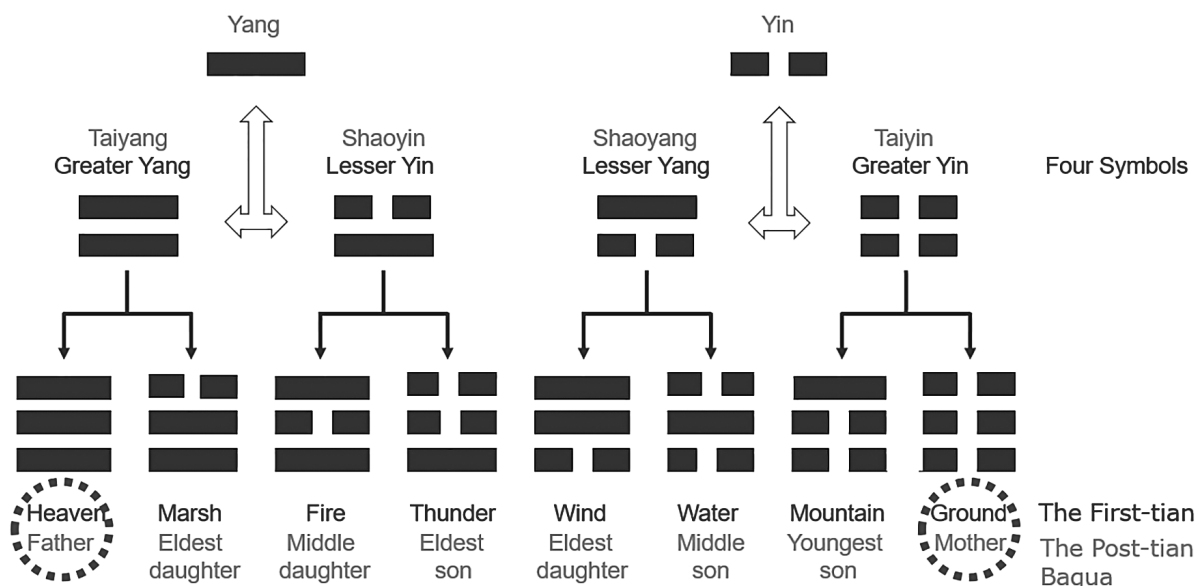 Yang Yin
Taiyang Shaoyin Shaoyang Taiyin
Greater Yang Lesser Yin Lesser Yang Greater Yin Four Symbols
Heaven Marsh Fire Thunder Wind Water Mountain Ground The First-tian
Father Eldest Middle Eldest Eldest Middle Youngest Mother The Post-tian
daughter daughter son daughter son son Bagua